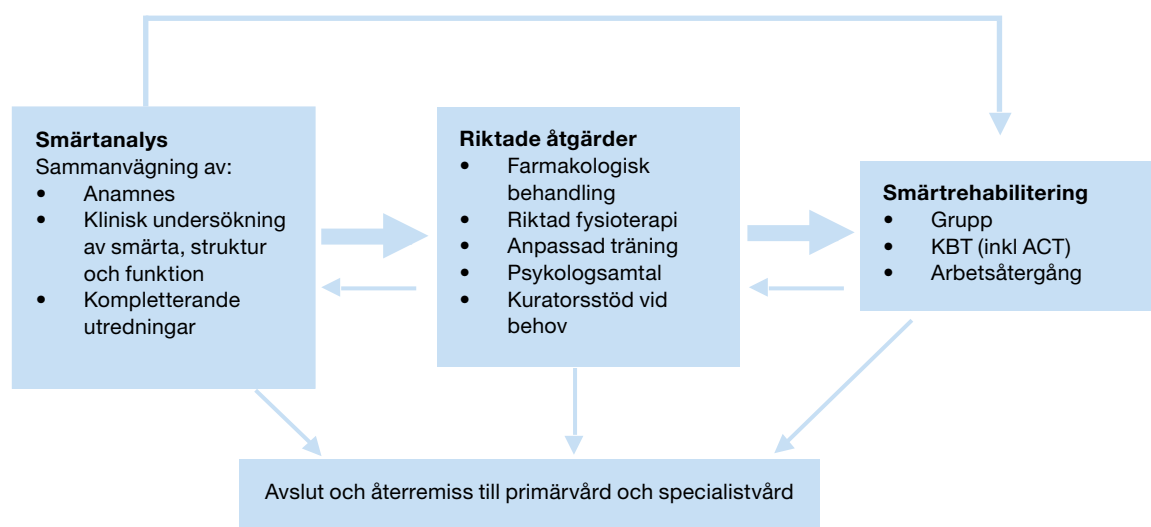 Smärtanalys
Sammanvägning av:
• Anamnes
• Klinisk undersökning
av smärta, struktur
och funktion
• Kompletterande
utredningar
Riktade åtgärder
• Farmakologisk
behandling
• Riktad fysioterapi
• Anpassad träning
• Psykologsamtal
• Kuratorsstöd vid
behov
Smärtrehabilitering
• Grupp
• KBT (inkl ACT)
• Arbetsåtergång
Avslut och återremiss till primärvård och specialistvård